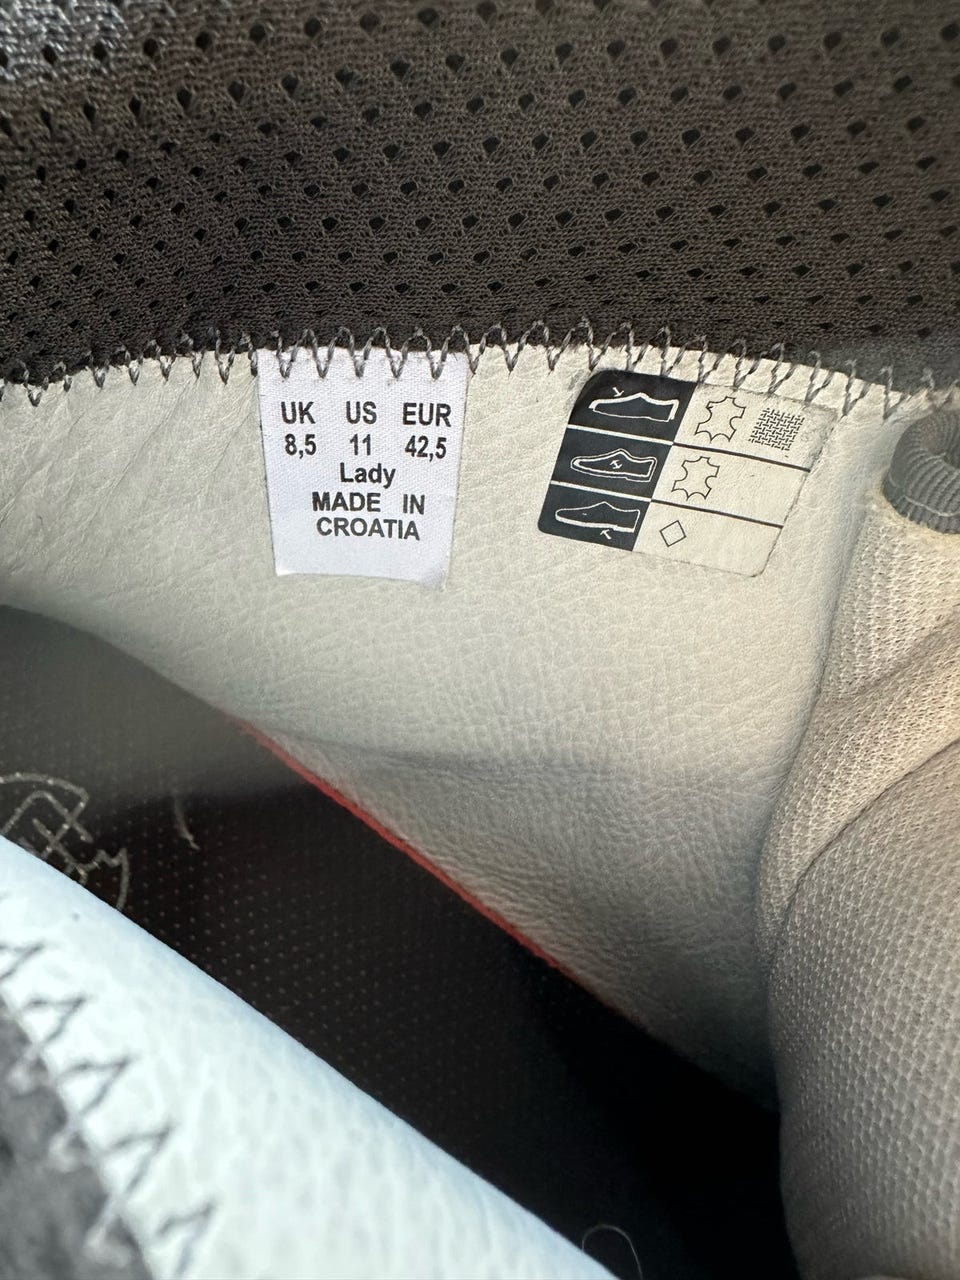 UK US EUR
8,5 11 42,5
Lady
MADE IN
CROATIA